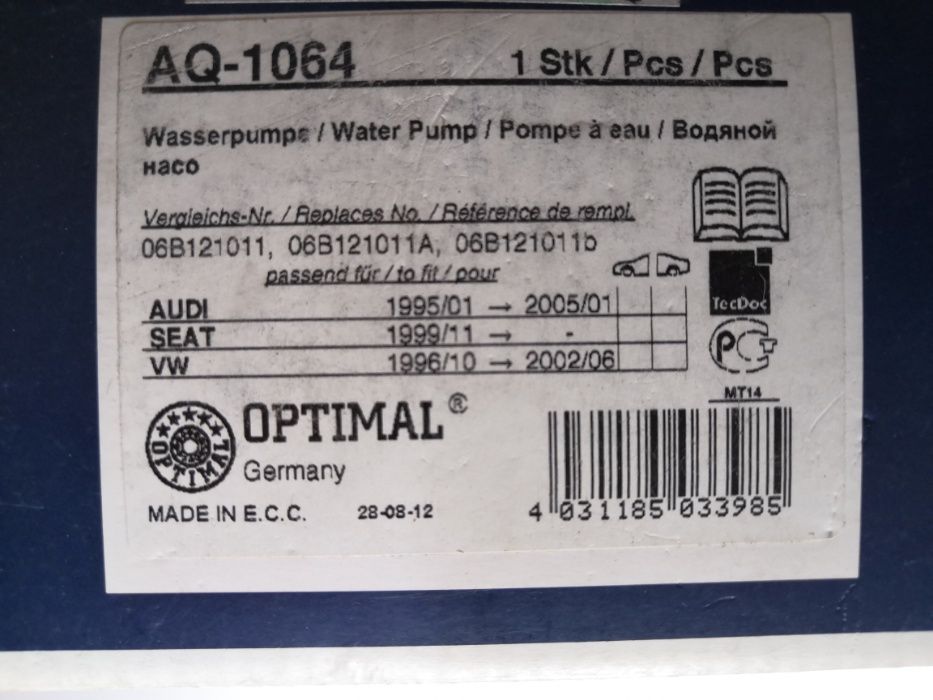 AQ-1064 1 Stk / Pcs / Pcs
Wasserpumpe / Water Pump / Pompe à eau / Водяной
насо
Vergleichs-Nr. / Replaces No. / Référence de rempl.
06B121011, 06B121011A, 06B121011b
passend für / to fit / pour
AUDI 1995/01 → 2005/01
SEAT 1999/11 → -
VW 1996/10 → 2002/06
TecDoc
РСТ
MT14
OPTIMAL
OPTIMAL®
Germany
MADE IN E.C.C. 28-08-12
4 031185 033985